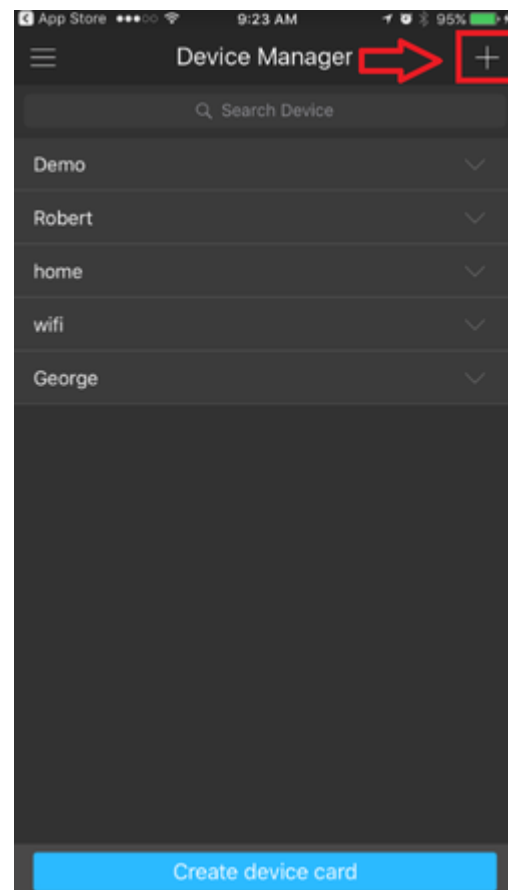 App Store 9:23 AM 95%
Device Manager
Search Device
Demo
Robert
home
wifi
George
Create device card